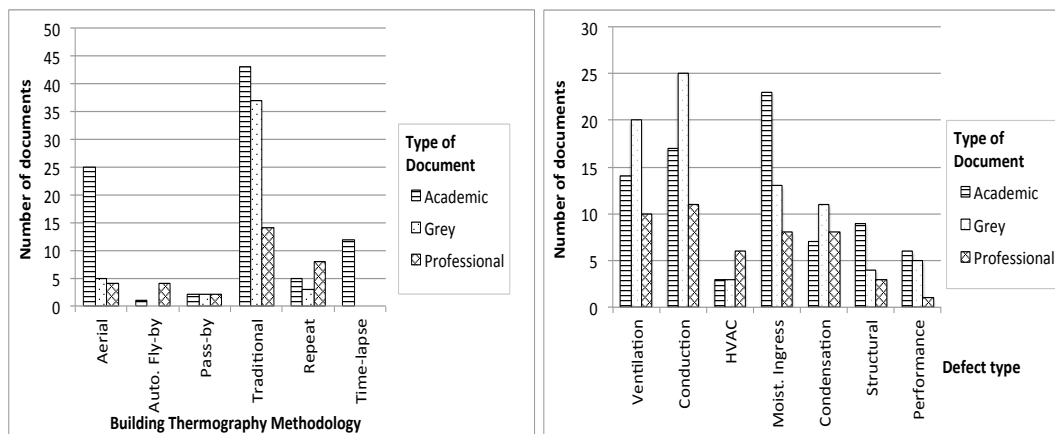 50
45
40
35
30
25
20
15
10
5
0
Number of documents
Aerial
Auto. Fly-by
Pass-by
Traditional
Repeat
Time-lapse
Building Thermography Methodology
Type of
Document
Academic
Grey
Professional
30
25
20
15
10
5
0
Number of documents
Ventilation
Conduction
HVAC
Moist. Ingress
Condensation
Structural
Performance
Defect type
Type of
Document
Academic
Grey
Professional